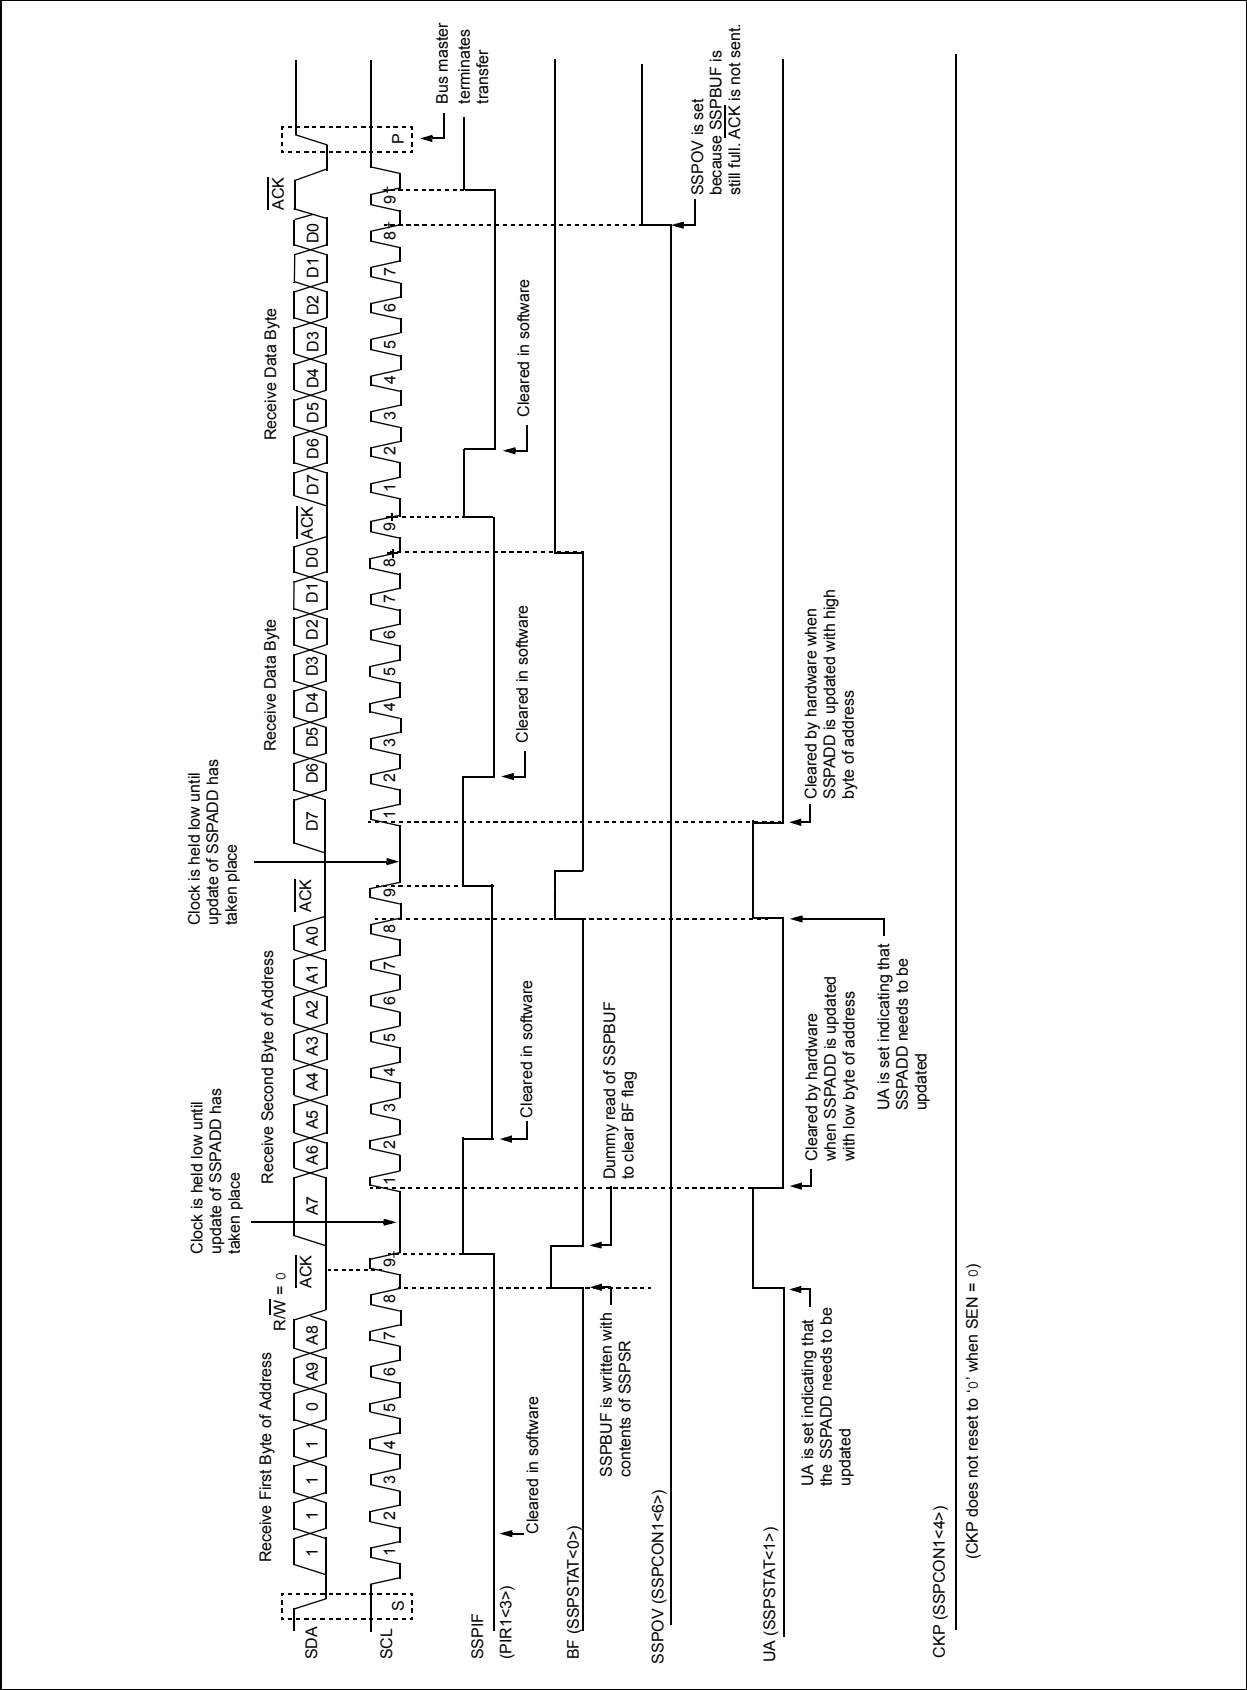 Clock is held low until
update of SSPADD has
taken place
Clock is held low until
update of SSPADD has
taken place
Receive First Byte of Address
R/W = 0
Receive Second Byte of Address
Receive Data Byte
Receive Data Byte
SDA
1 1 1 1 0 A9 A8 ACK A7 A6 A5 A4 A3 A2 A1 A0 ACK D7 D6 D5 D4 D3 D2 D1 D0 ACK D7 D6 D5 D4 D3 D2 D1 D0 ACK
SCL
S 1 2 3 4 5 6 7 8 9 1 2 3 4 5 6 7 8 9 1 2 3 4 5 6 7 8 9 1 2 3 4 5 6 7 8 9 P
Bus master
terminates
transfer
SSPIF
(PIR1<3>)
Cleared in software
Cleared in software
Cleared in software
Cleared in software
BF (SSPSTAT<0>)
SSPBUF is written with
contents of SSPSR
Dummy read of SSPBUF
to clear BF flag
SSPOV (SSPCON1<6>)
SSPOV is set
because SSPBUF is
still full. ACK is not sent.
UA (SSPSTAT<1>)
UA is set indicating that
the SSPADD needs to be
updated
Cleared by hardware
when SSPADD is updated
with low byte of address
UA is set indicating that
SSPADD needs to be
updated
Cleared by hardware when
SSPADD is updated with high
byte of address
CKP (SSPCON1<4>)
(CKP does not reset to ‘0’ when SEN = 0)